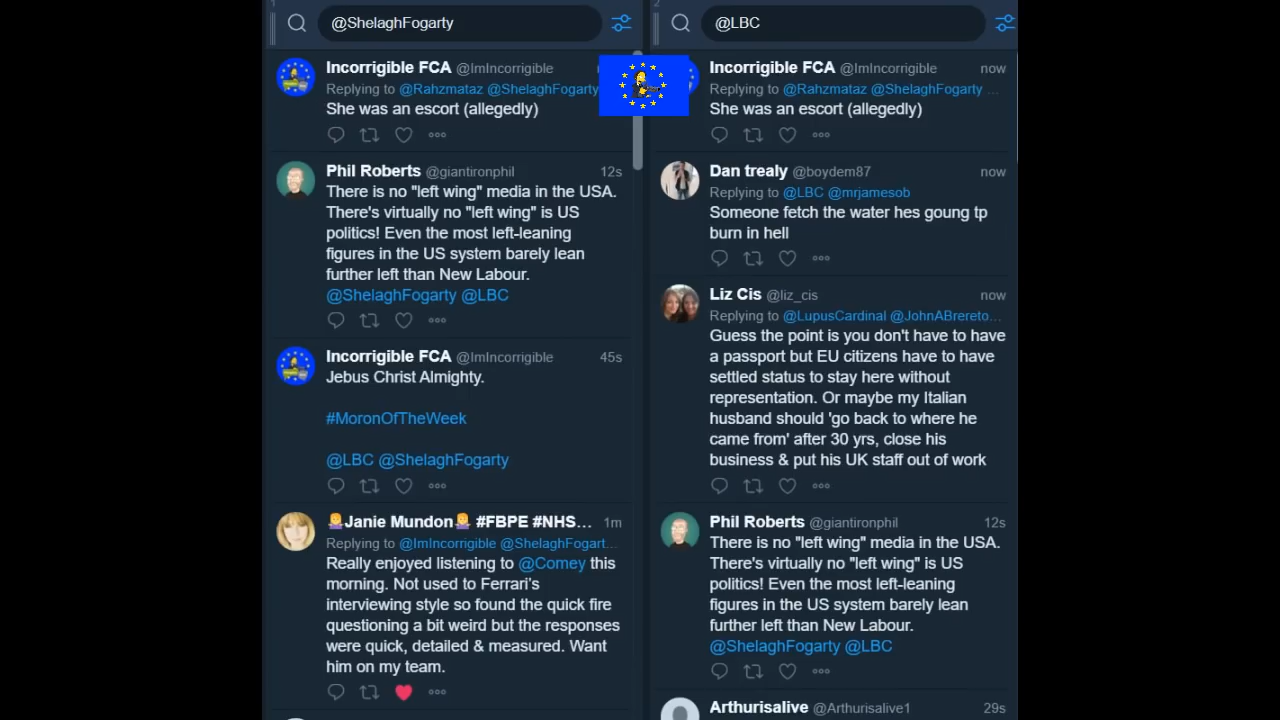 1
@ShelaghFogarty
Incorrigible FCA @ImIncorrigible
Replying to @Rahzmataz @ShelaghFogarty
She was an escort (allegedly)
Phil Roberts @giantironphil 12s
There is no "left wing" media in the USA.
There's virtually no "left wing" is US
politics! Even the most left-leaning
figures in the US system barely lean
further left than New Labour.
@ShelaghFogarty @LBC
Incorrigible FCA @ImIncorrigible 45s
Jebus Christ Almighty.
#MoronOfTheWeek
@LBC @ShelaghFogarty
🤷🏼‍♀️Janie Mundon🤷🏼‍♀️ #FBPE #NHS... 1m
Replying to @ImIncorrigible @ShelaghFogart...
Really enjoyed listening to @Comey this
morning. Not used to Ferrari's
interviewing style so found the quick fire
questioning a bit weird but the responses
were quick, detailed & measured. Want
him on my team.
2
@LBC
Incorrigible FCA @ImIncorrigible now
Replying to @Rahzmataz @ShelaghFogarty ...
She was an escort (allegedly)
Dan trealy @boydem87 now
Replying to @LBC @mrjamesob
Someone fetch the water hes goung tp
burn in hell
Liz Cis @liz_cis now
Replying to @LupusCardinal @JohnABrereto...
Guess the point is you don't have to have
a passport but EU citizens have to have
settled status to stay here without
representation. Or maybe my Italian
husband should 'go back to where he
came from' after 30 yrs, close his
business & put his UK staff out of work
Phil Roberts @giantironphil 12s
There is no "left wing" media in the USA.
There's virtually no "left wing" is US
politics! Even the most left-leaning
figures in the US system barely lean
further left than New Labour.
@ShelaghFogarty @LBC
Arthurisalive @Arthurisalive1 29s